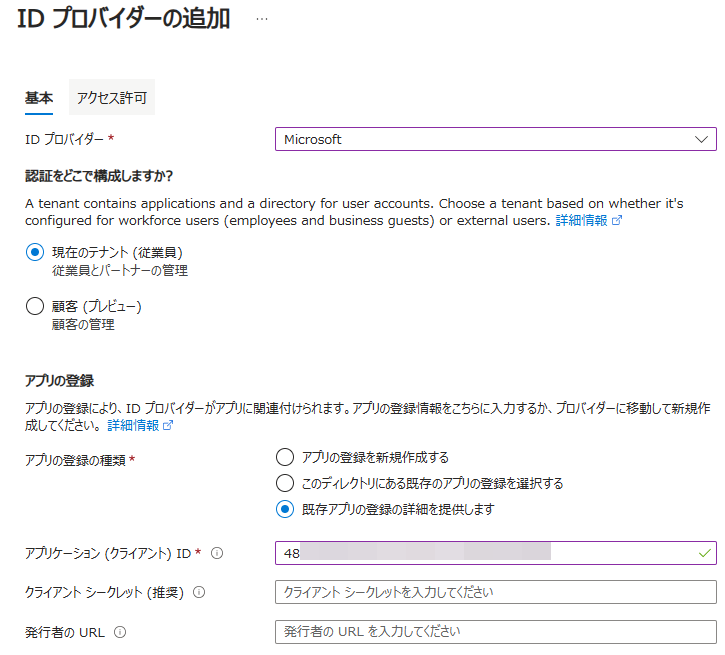 ID プロバイダーの追加 …
基本 アクセス許可
ID プロバイダー * Microsoft
認証をどこで構成しますか?
A tenant contains applications and a directory for user accounts. Choose a tenant based on whether it's
configured for workforce users (employees and business guests) or external users. 詳細情報
現在のテナント (従業員)
従業員とパートナーの管理
顧客 (プレビュー)
顧客の管理
アプリの登録
アプリの登録により、ID プロバイダーがアプリに関連付けられます。アプリの登録情報をこちらに入力するか、プロバイダーに移動して新規作
成してください。 詳細情報
アプリの登録の種類 * アプリの登録を新規作成する
このディレクトリにある既存のアプリの登録を選択する
既存アプリの登録の詳細を提供します
アプリケーション (クライアント) ID * 48
クライアント シークレット (推奨) クライアント シークレットを入力してください
発行者の URL 発行者の URL を入力してください